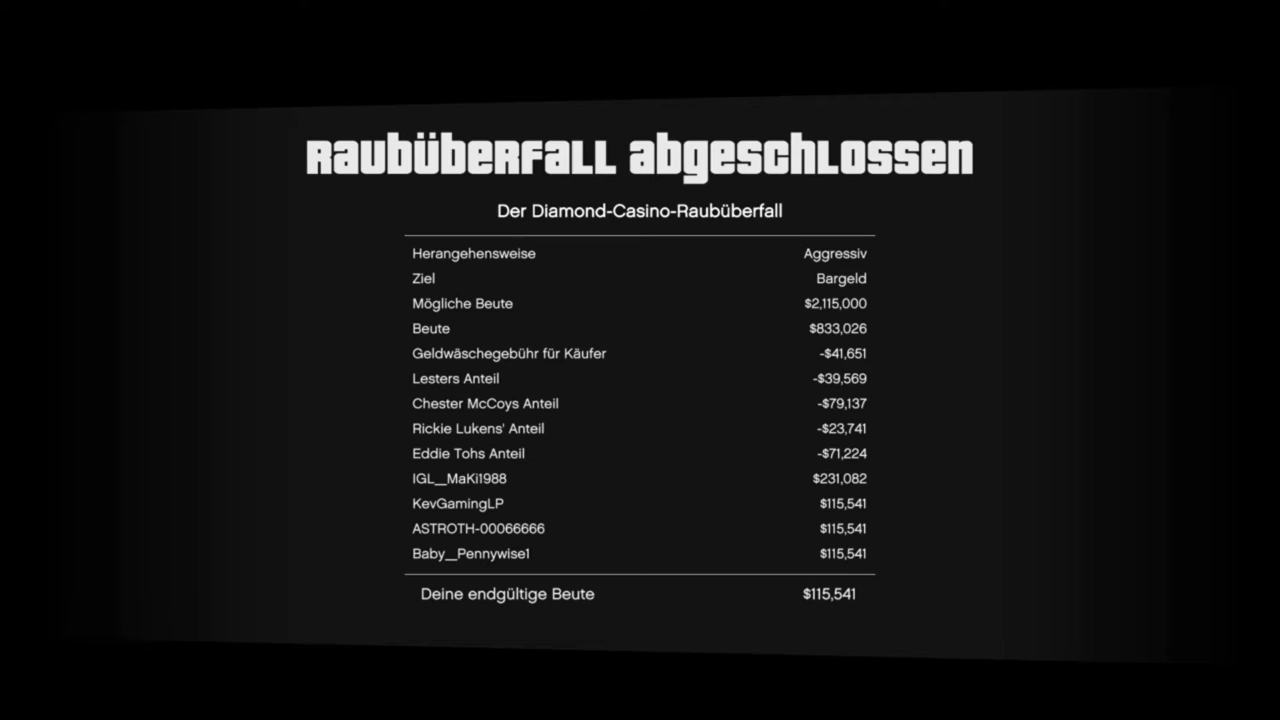 Raubüberfall abgeschlossen
Der Diamond-Casino-Raubüberfall
Herangehensweise Aggressiv
Ziel Bargeld
Mögliche Beute $2,115,000
Beute $833,026
Geldwäschegebühr für Käufer -$41,651
Lesters Anteil -$39,569
Chester McCoys Anteil -$79,137
Rickie Lukens' Anteil -$23,741
Eddie Tohs Anteil -$71,224
IGL__MaKi1988 $231,082
KevGamingLP $115,541
ASTROTH-00066666 $115,541
Baby__Pennywise1 $115,541
Deine endgültige Beute $115,541